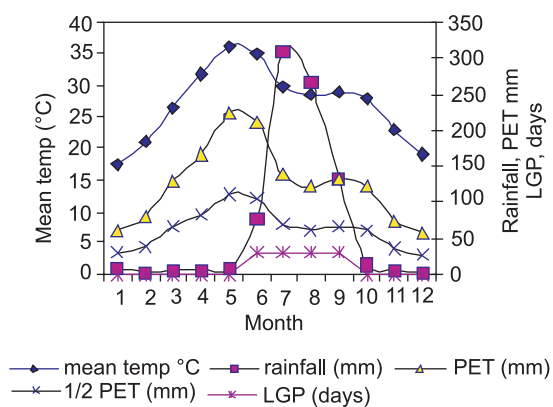 40
35
30
25
20
15
10
5
0
Mean temp (°C)
350
300
250
200
150
100
50
0
Rainfall, PET mm
LGP, days
1 2 3 4 5 6 7 8 9 10 11 12
Month
mean temp °C rainfall (mm) PET (mm)
1/2 PET (mm) LGP (days)